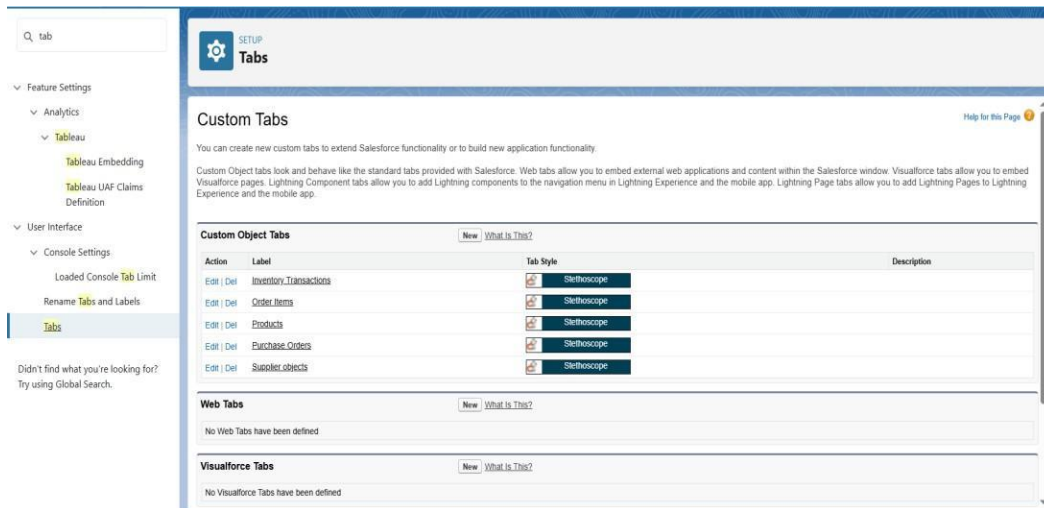 tab
Feature Settings
Analytics
Tableau
Tableau Embedding
Tableau UAF Claims
Definition
User Interface
Console Settings
Loaded Console Tab Limit
Rename Tabs and Labels
Tabs
Didn't find what you're looking for?
Try using Global Search.
SETUP
Tabs
Custom Tabs
Help for this Page ?
You can create new custom tabs to extend Salesforce functionality or to build new application functionality.
Custom Object tabs look and behave like the standard tabs provided with Salesforce. Web tabs allow you to embed external web applications and content within the Salesforce window. Visualforce tabs allow you to embed
Visualforce pages. Lightning Component tabs allow you to add Lightning components to the navigation menu in Lightning Experience and the mobile app. Lightning Page tabs allow you to add Lightning Pages to Lightning
Experience and the mobile app.
Custom Object Tabs New What Is This?
Action Label Tab Style Description
Edit | Del Inventory Transactions Stethoscope
Edit | Del Order Items Stethoscope
Edit | Del Products Stethoscope
Edit | Del Purchase Orders Stethoscope
Edit | Del Supplier objects Stethoscope
Web Tabs New What Is This?
No Web Tabs have been defined
Visualforce Tabs New What Is This?
No Visualforce Tabs have been defined